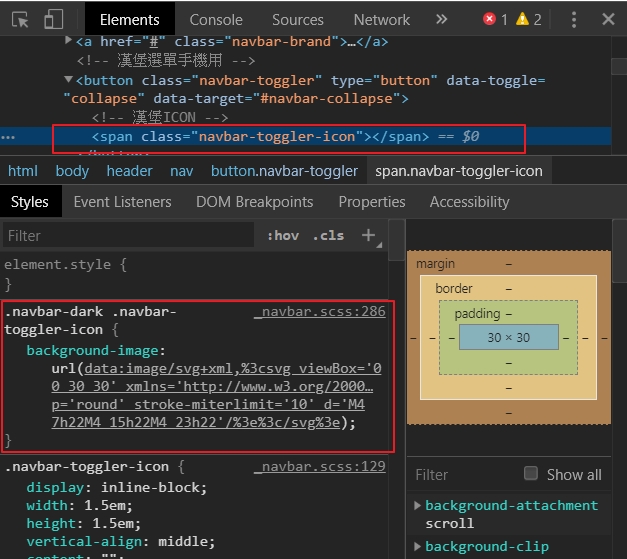 Elements Console Sources Network » 1 2
<a href="#" class="navbar-brand">…</a>
<!-- 漢堡選單手機用 -->
<button class="navbar-toggler" type="button" data-toggle=
"collapse" data-target="#navbar-collapse">
<!-- 漢堡ICON -->
… <span class="navbar-toggler-icon"></span> == $0
</button>
html body header nav button.navbar-toggler span.navbar-toggler-icon
Styles Event Listeners DOM Breakpoints Properties Accessibility
Filter :hov .cls +
element.style {
}
.navbar-dark .navbar- _navbar.scss:286
toggler-icon {
background-image:
url(data:image/svg+xml,%3csvg viewBox='0
0 30 30' xmlns='http://www.w3.org/2000…
p='round' stroke-miterlimit='10' d='M4
7h22M4 15h22M4 23h22'/%3e%3c/svg%3e);
}
.navbar-toggler-icon { _navbar.scss:129
display: inline-block;
width: 1.5em;
height: 1.5em;
vertical-align: middle;
content: "";
margin –
border –
padding –
– – – 30 × 30 – – –
–
–
–
Filter Show all
background-attachment
scroll
background-clip